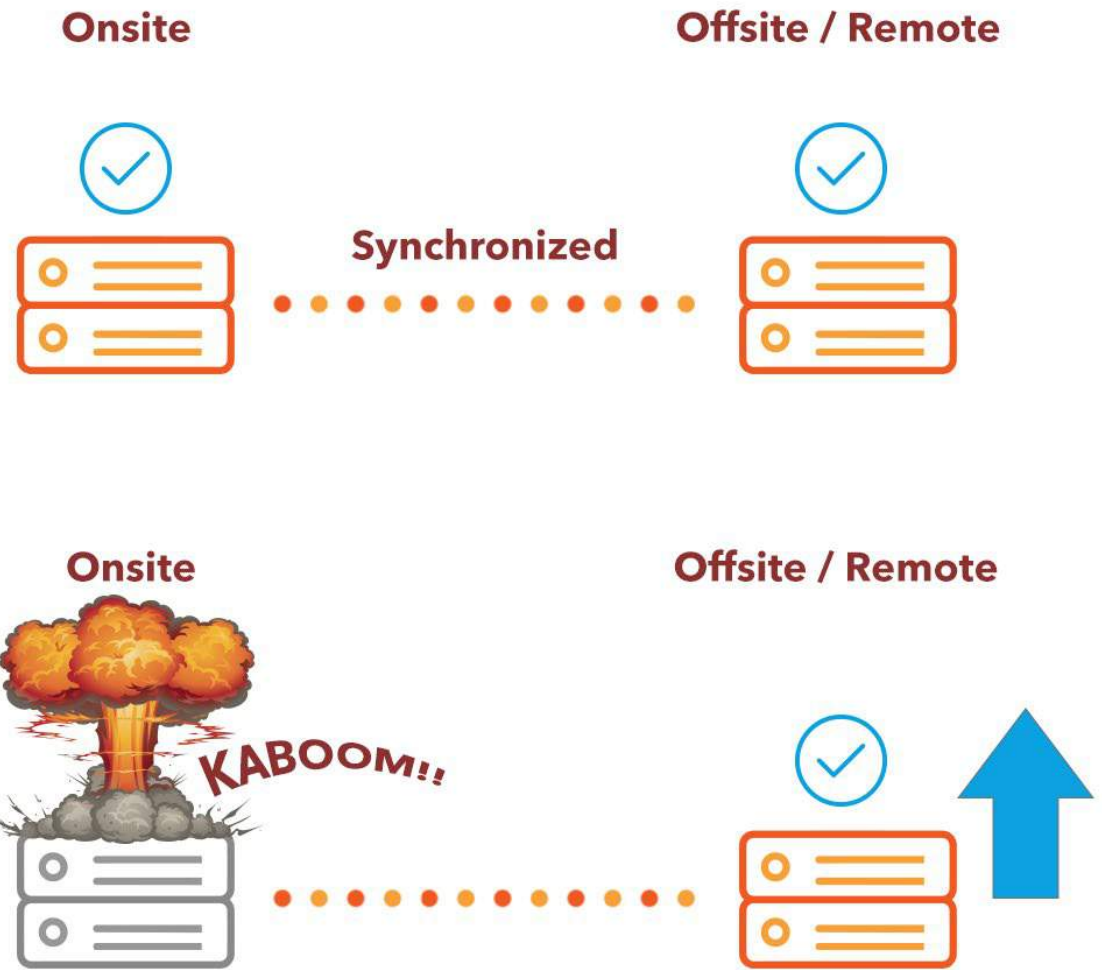 Onsite
Offsite / Remote
Synchronized
Onsite
Offsite / Remote
KABOOM!!